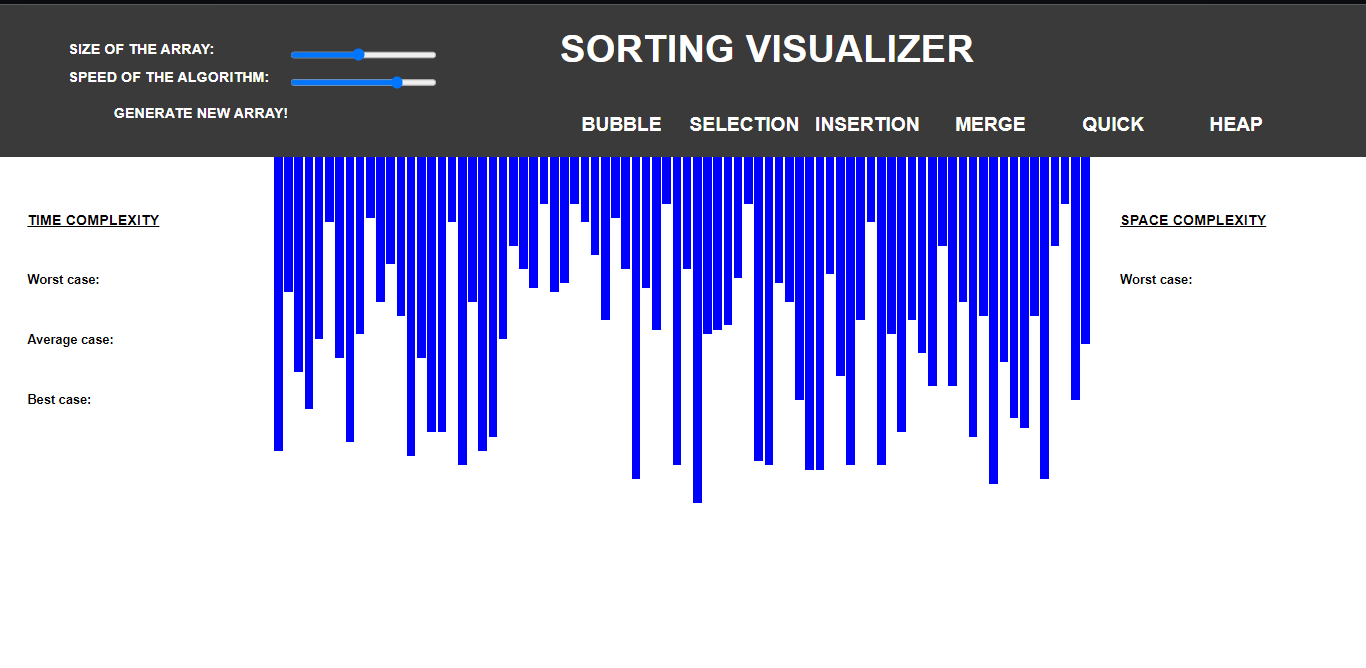 SIZE OF THE ARRAY:
SPEED OF THE ALGORITHM:
GENERATE NEW ARRAY!
SORTING VISUALIZER
BUBBLE SELECTION INSERTION MERGE QUICK HEAP
TIME COMPLEXITY
Worst case:
Average case:
Best case:
SPACE COMPLEXITY
Worst case: